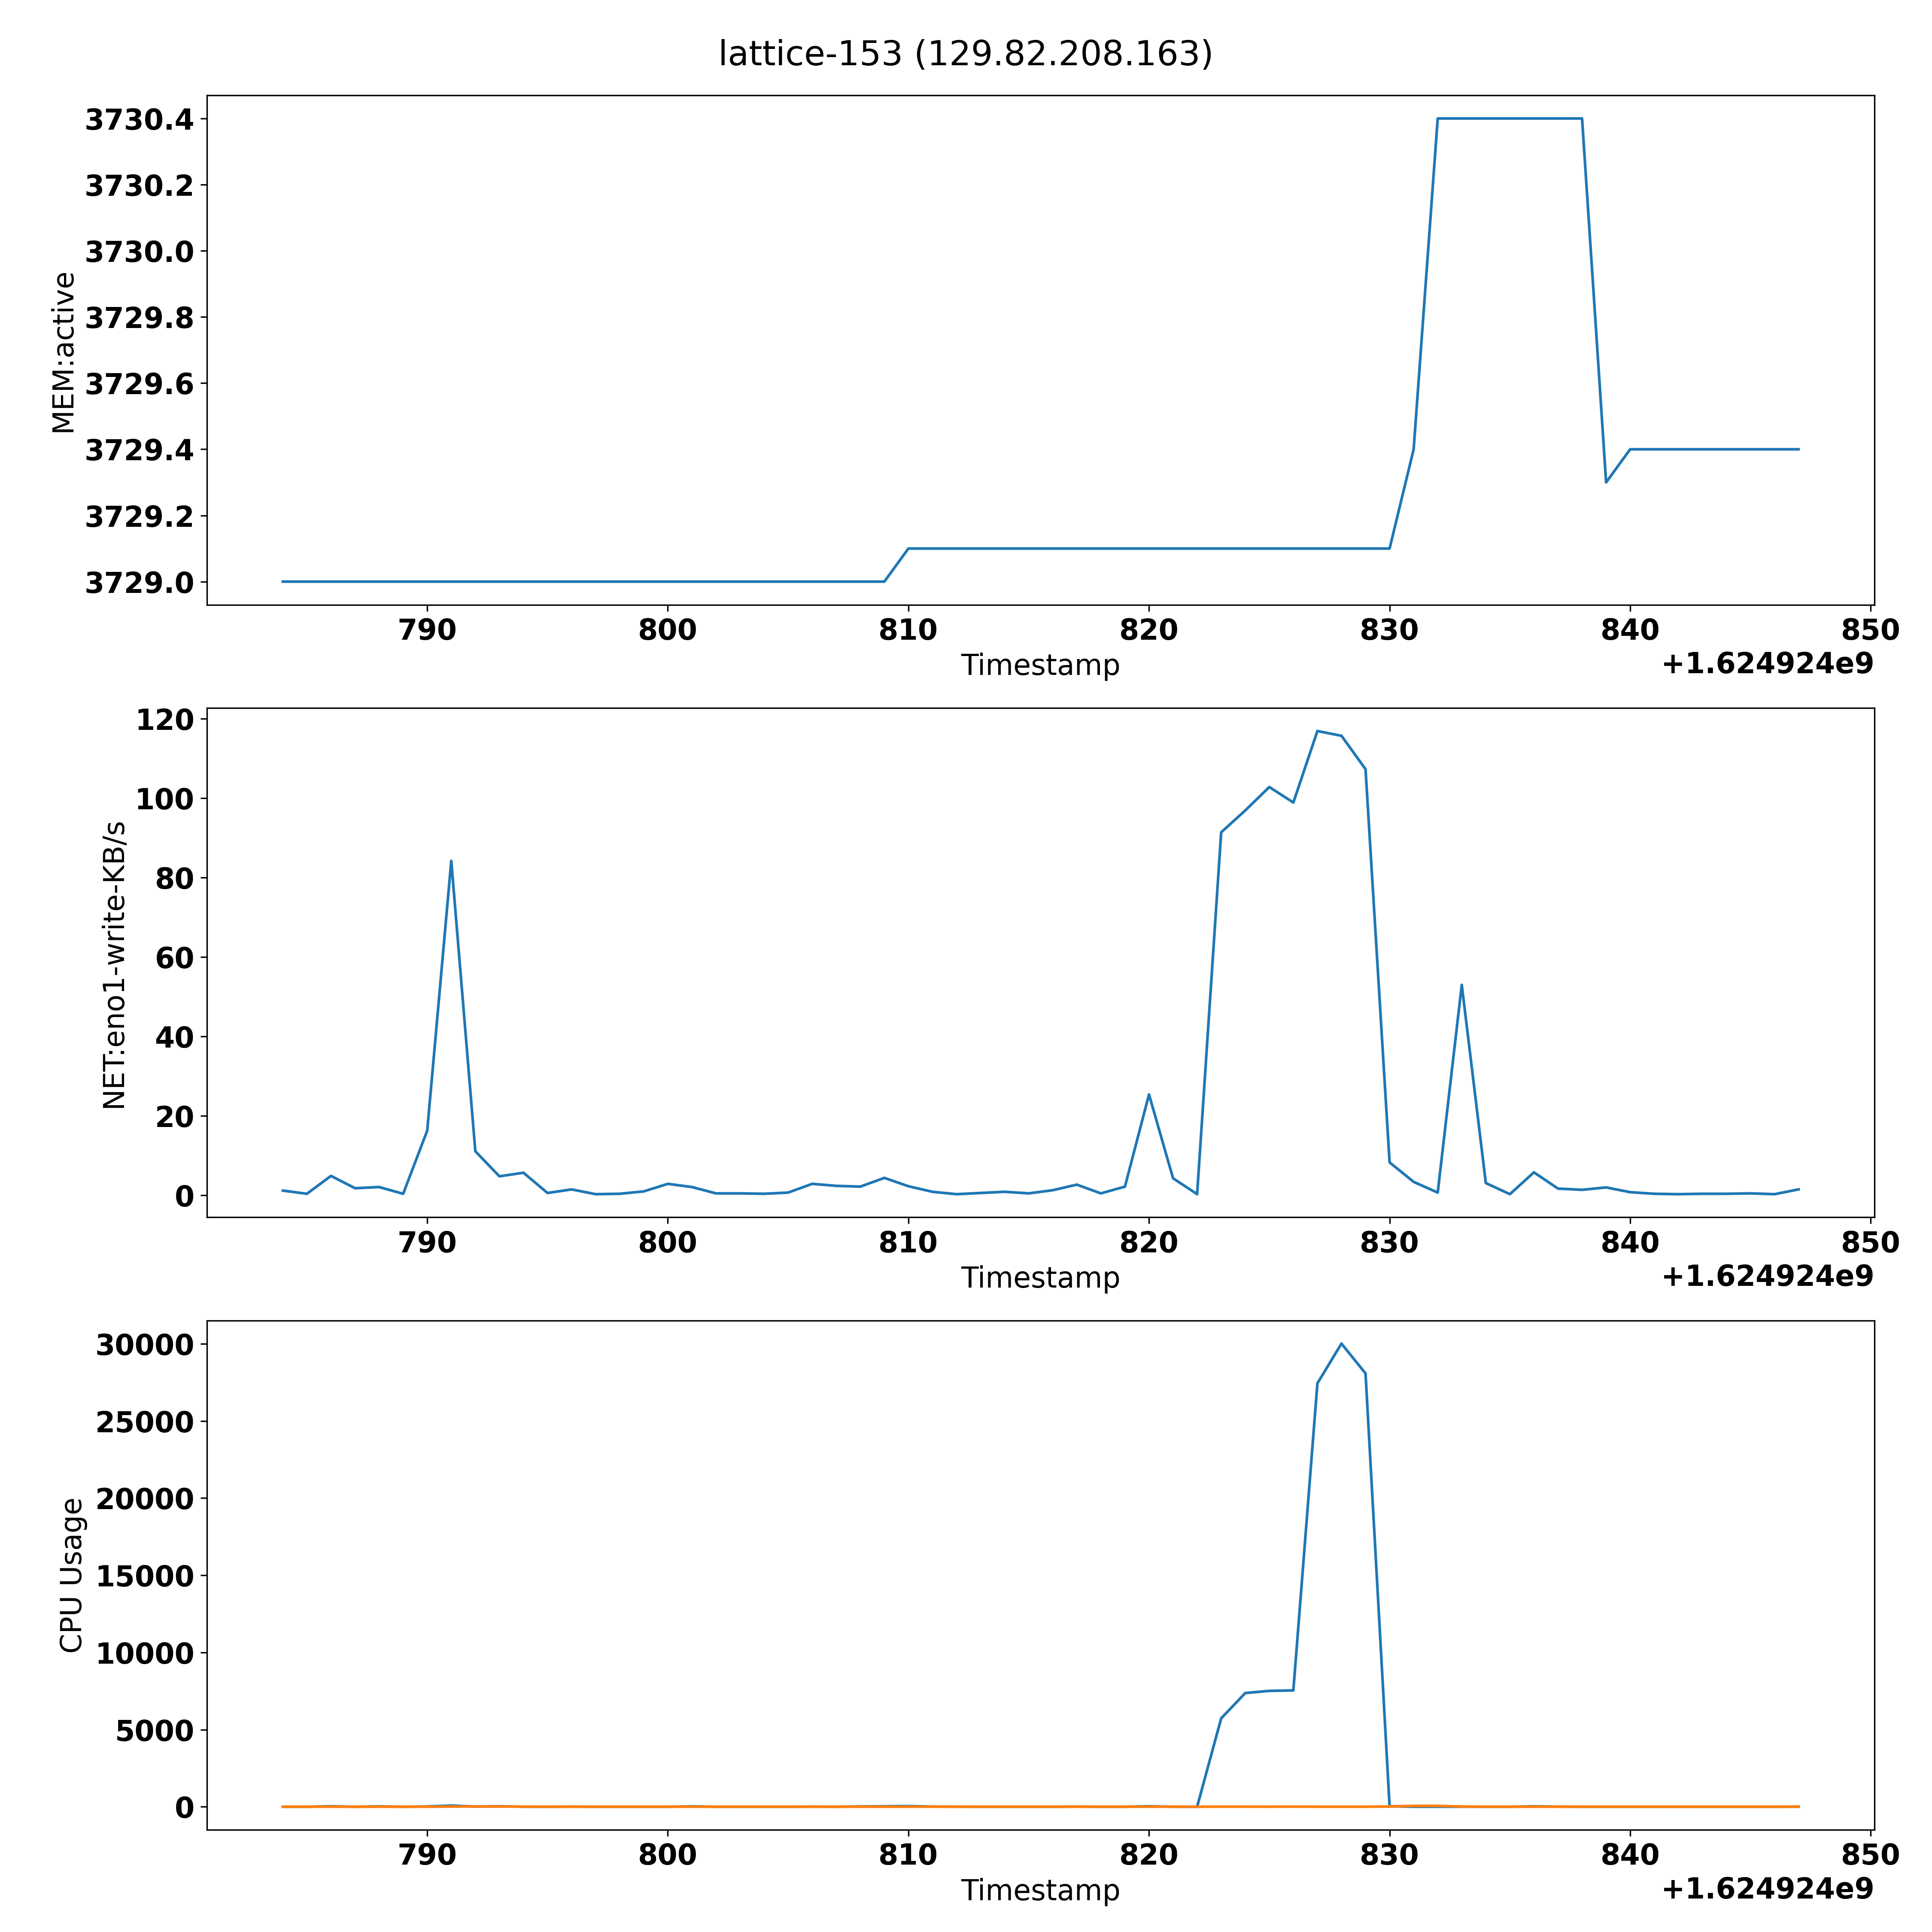 lattice-153 (129.82.208.163)
3730.4
3730.2
3730.0
3729.8
3729.6
3729.4
3729.2
3729.0
MEM:active
790 800 810 820 830 840 850
Timestamp
+1.624924e9
120
100
80
60
40
20
0
NET:eno1-write-KB/s
790 800 810 820 830 840 850
Timestamp
+1.624924e9
30000
25000
20000
15000
10000
5000
0
CPU Usage
790 800 810 820 830 840 850
Timestamp
+1.624924e9